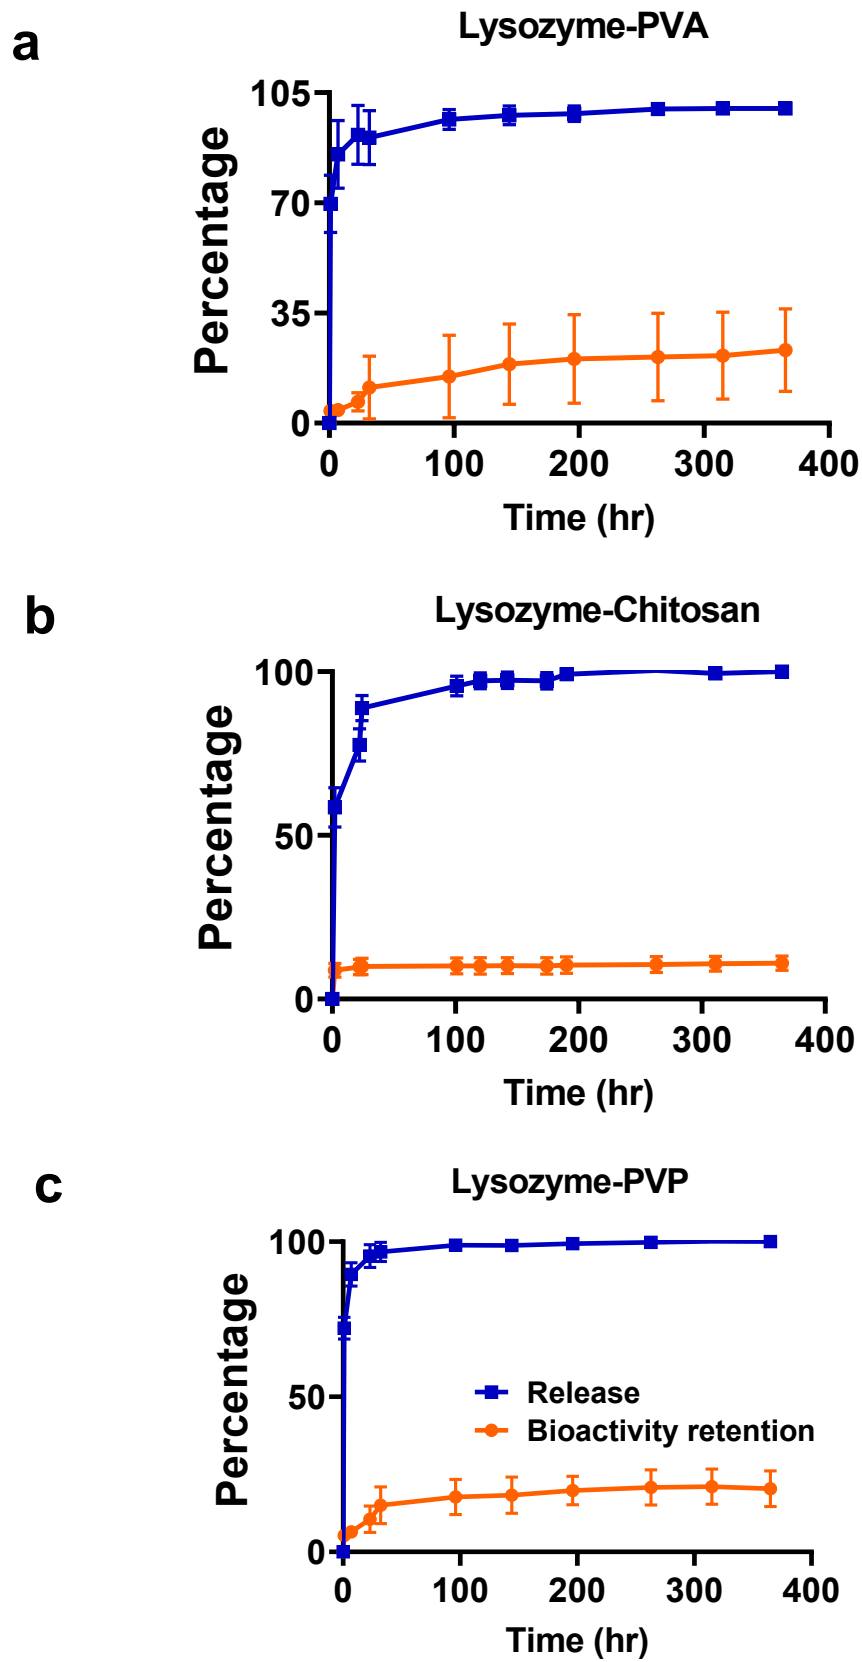 a
Lysozyme-PVA
Percentage
105
70
35
0
0 100 200 300 400
Time (hr)
b
Lysozyme-Chitosan
Percentage
100
50
0
0 100 200 300 400
Time (hr)
c
Lysozyme-PVP
Percentage
100
50
0
Release
Bioactivity retention
0 100 200 300 400
Time (hr)